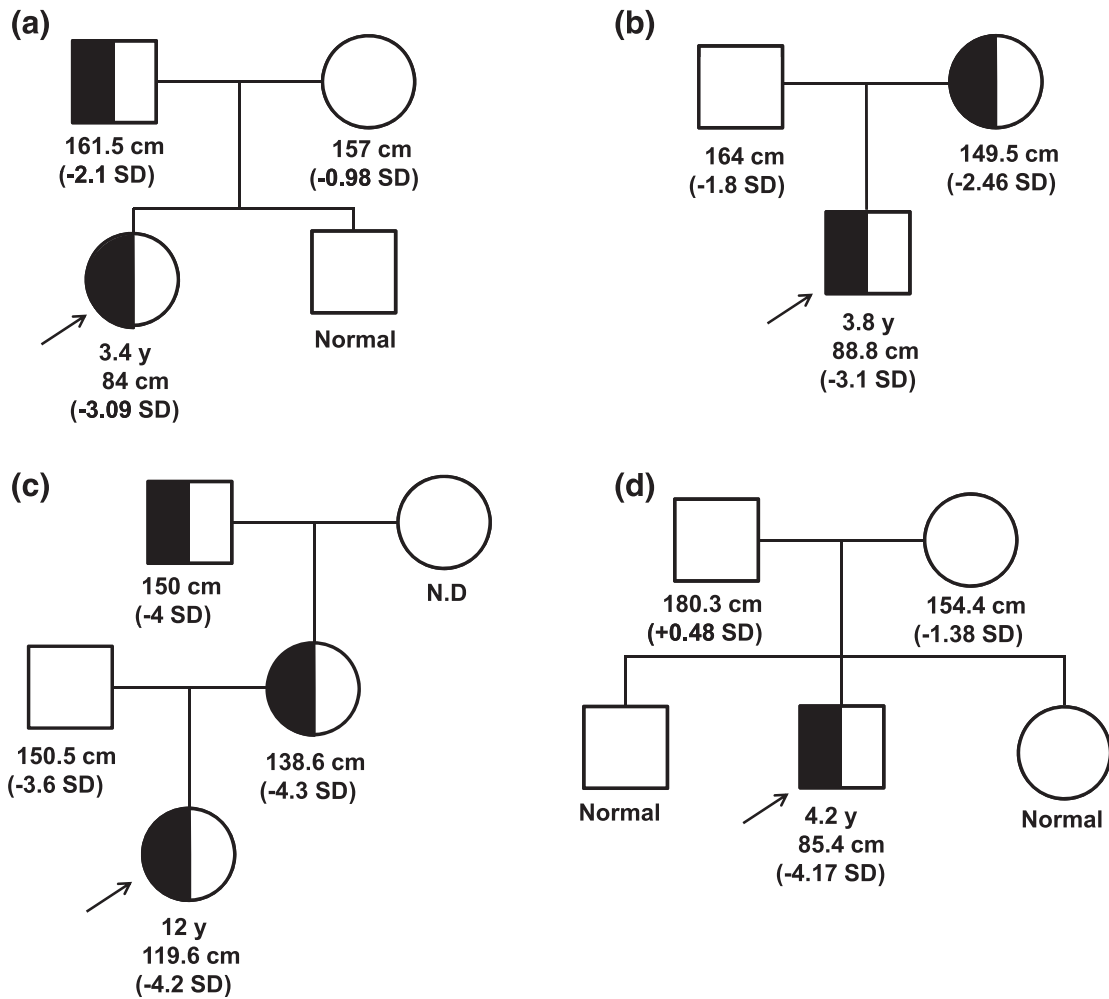 (a)
161.5 cm
(-2.1 SD)
157 cm
(-0.98 SD)
3.4 y
84 cm
(-3.09 SD)
Normal
(b)
164 cm
(-1.8 SD)
149.5 cm
(-2.46 SD)
3.8 y
88.8 cm
(-3.1 SD)
(c)
150 cm
(-4 SD)
N.D
150.5 cm
(-3.6 SD)
138.6 cm
(-4.3 SD)
12 y
119.6 cm
(-4.2 SD)
(d)
180.3 cm
(+0.48 SD)
154.4 cm
(-1.38 SD)
Normal
4.2 y
85.4 cm
(-4.17 SD)
Normal